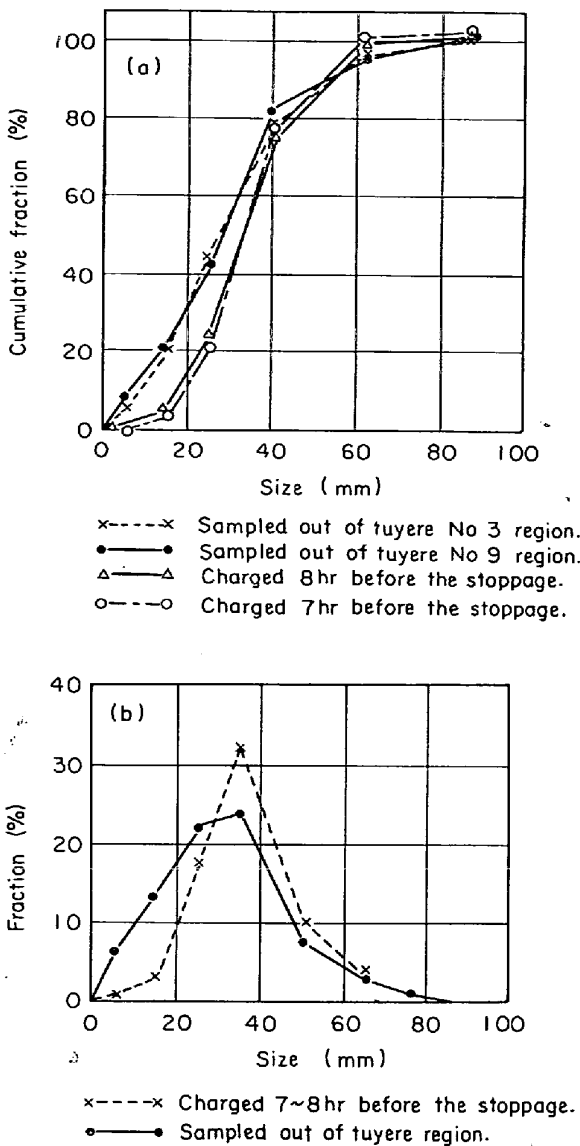 (a)
Cumulative fraction (%)
100
80
60
40
20
0
0 20 40 60 80 100
Size (mm)
×-----× Sampled out of tuyere No 3 region.
●——● Sampled out of tuyere No 9 region.
△——△ Charged 8hr before the stoppage.
○—-—○ Charged 7hr before the stoppage.
(b)
Fraction (%)
40
30
20
10
0
0 20 40 60 80 100
Size (mm)
×-----× Charged 7~8hr before the stoppage.
●——● Sampled out of tuyere region.